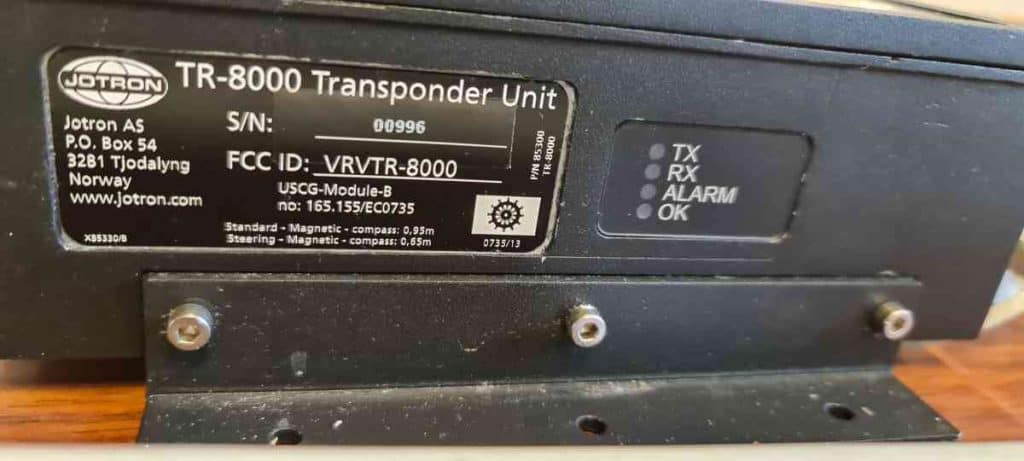 JOTRON
TR-8000 Transponder Unit
Jotron AS
P.O. Box 54
3281 Tjodalyng
Norway
www.jotron.com
XB5330/B
S/N: 00996
FCC ID: VRVTR-8000
USCG-Module-B
no: 165.155/EC0735
Standard - Magnetic - compass: 0,95m
Steering - Magnetic - compass: 0,65m
P/N 85300
TR-8000
0735/13
TX
RX
ALARM
OK